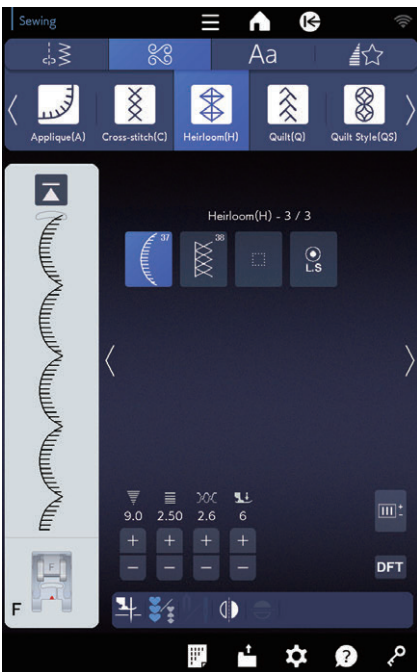 Sewing
Aa
Applique(A) Cross-stitch(C) Heirloom(H) Quilt(Q) Quilt Style(QS)
Heirloom(H) - 3 / 3
37 38
L.S
9.0 2.50 2.6 6
+ + + +
− − − −
DFT
F
F
?